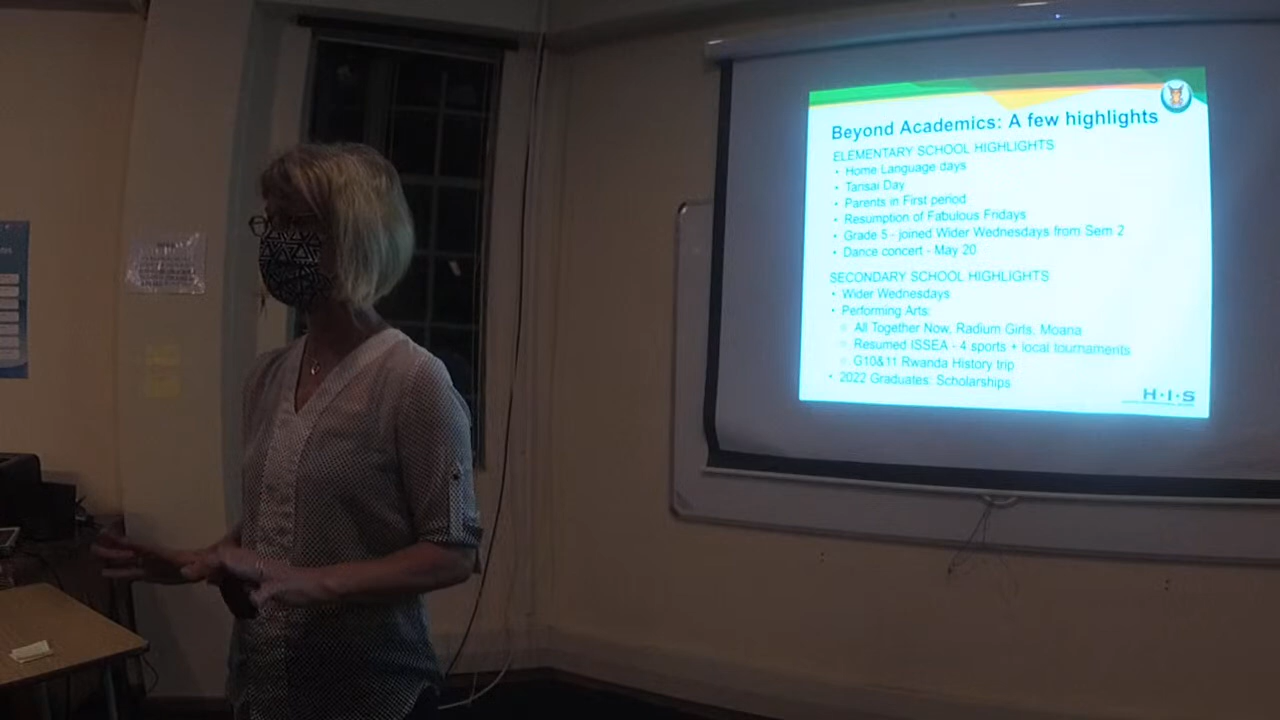 Beyond Academics: A few highlights
ELEMENTARY SCHOOL HIGHLIGHTS
• Home Language days
• Tansai Day
• Parents in First period
• Resumption of Fabulous Fridays
• Grade 5 - joined Wider Wednesdays from Sem 2
• Dance concert - May 20
SECONDARY SCHOOL HIGHLIGHTS
• Wider Wednesdays
• Performing Arts:
All Together Now, Radium Girls, Moana
Resumed ISSEA - 4 sports + local tournaments
G10&11 Rwanda History trip
• 2022 Graduates: Scholarships
H·I·S